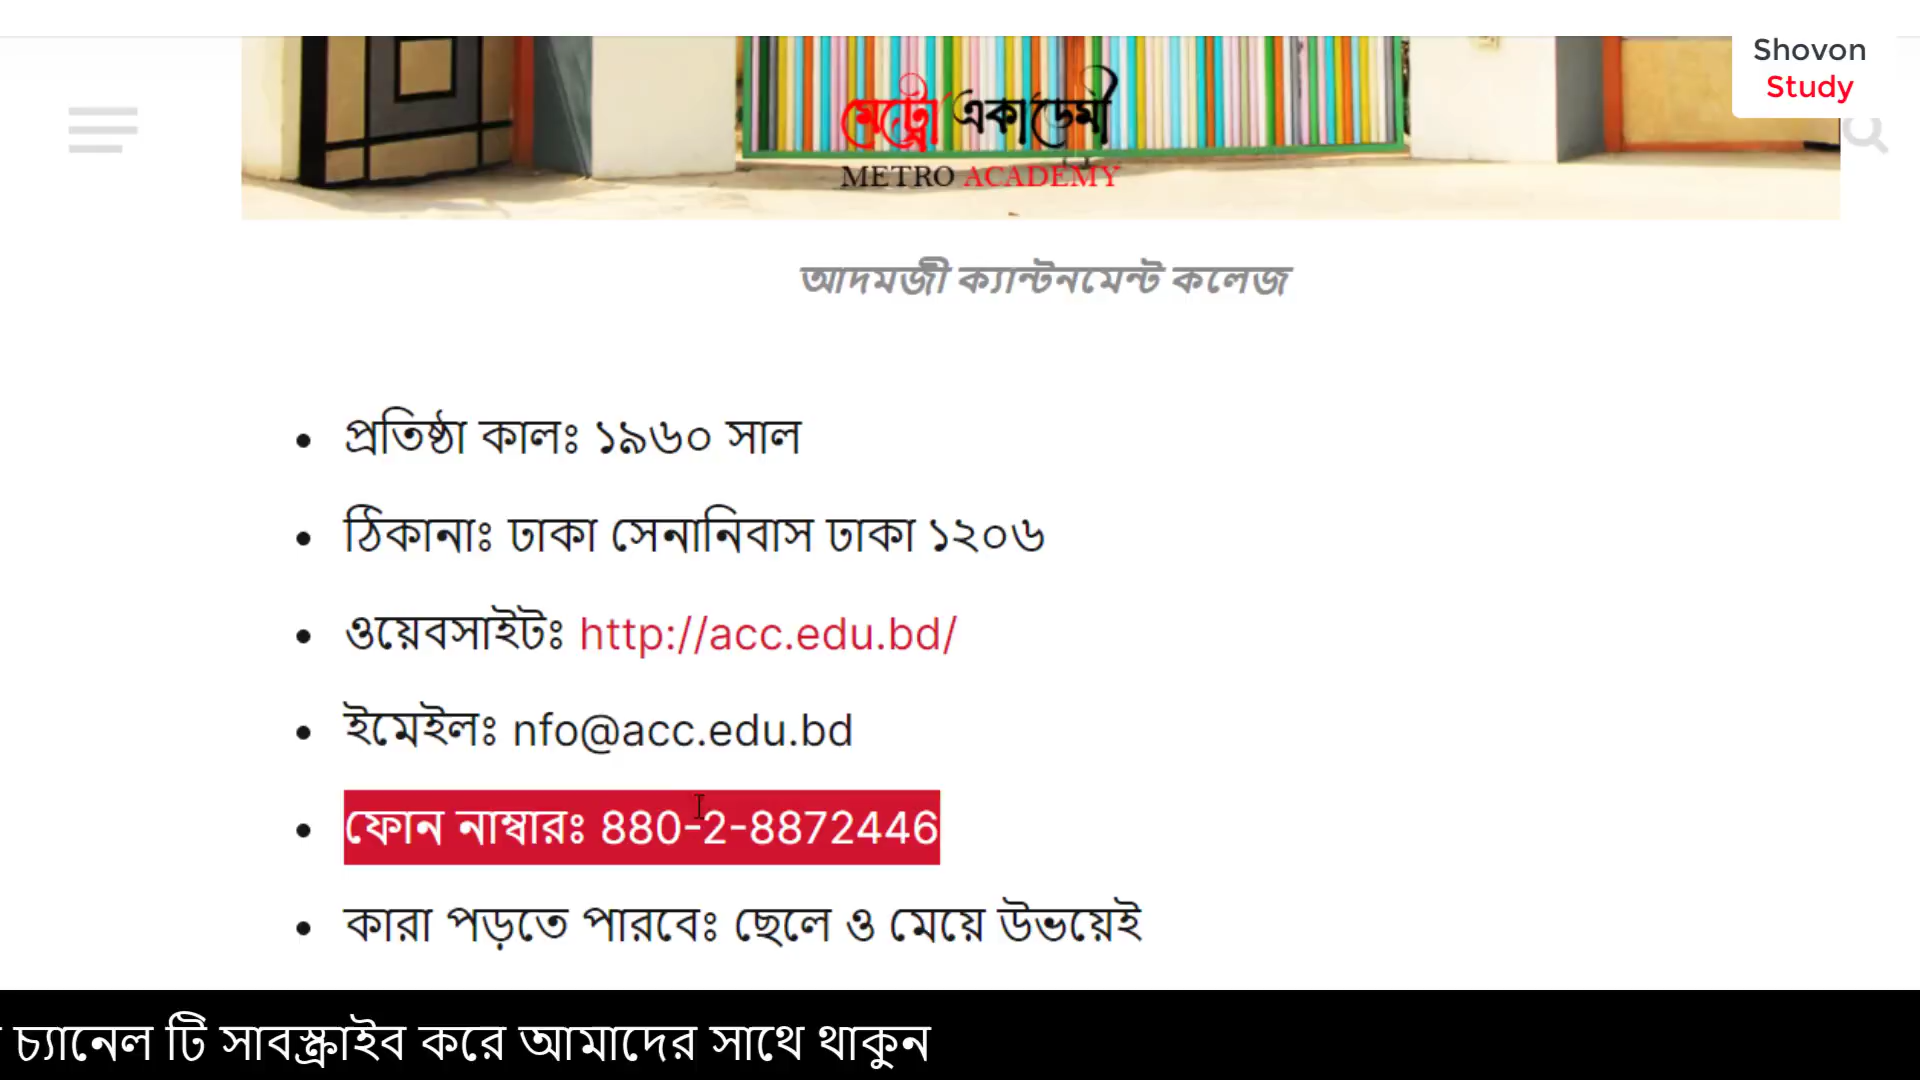 Shovon
Study
মেট্রো একাডেমী
METRO ACADEMY
আদমজী ক্যান্টনমেন্ট কলেজ
প্রতিষ্ঠা কালঃ ১৯৬০ সাল
ঠিকানাঃ ঢাকা সেনানিবাস ঢাকা ১২০৬
ওয়েবসাইটঃ http://acc.edu.bd/
ইমেইলঃ nfo@acc.edu.bd
ফোন নাম্বারঃ 880-2-8872446
কারা পড়তে পারবেঃ ছেলে ও মেয়ে উভয়েই
চ্যানেল টি সাবস্ক্রাইব করে আমাদের সাথে থাকুন